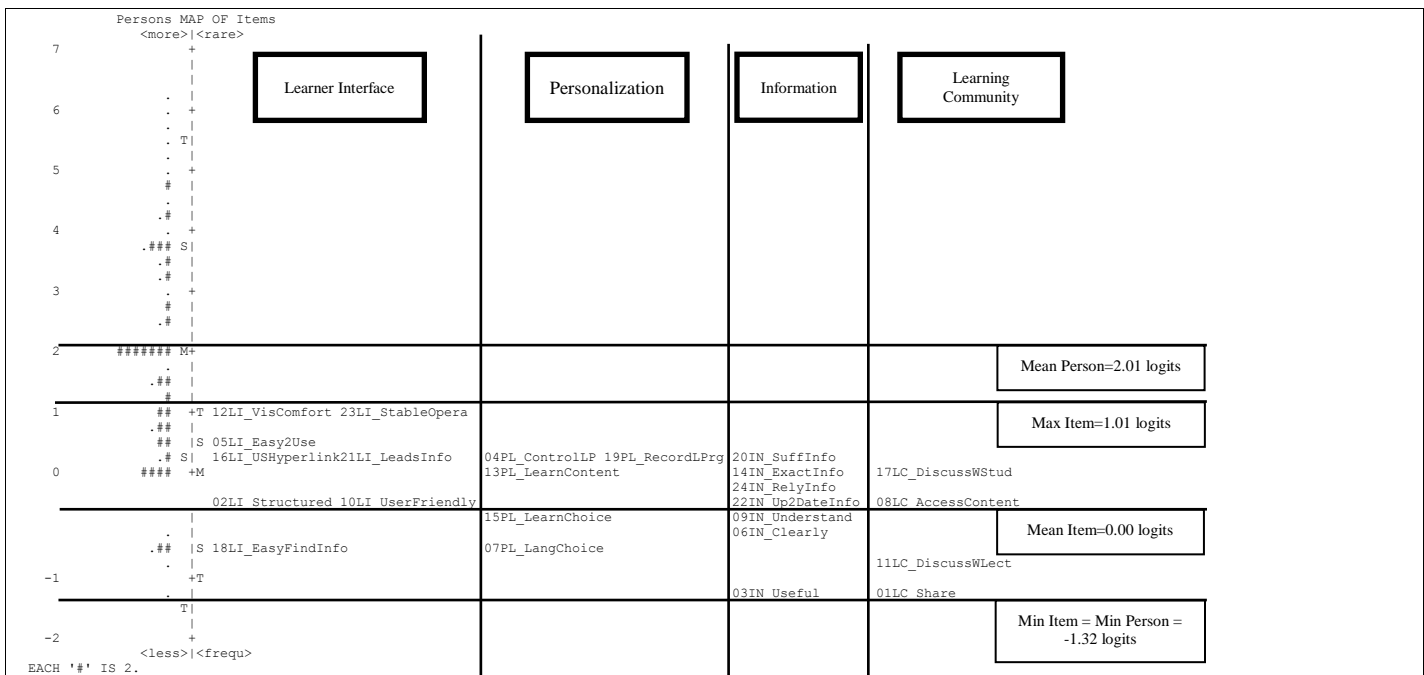 Persons MAP OF Items
<more>|<rare>
7 +
|
|
Learner Interface Personalization Information Learning Community
. |
6 . +
. |
. T|
. |
5 . +
# |
. |
.# |
4 . +
.### S|
.# |
.# |
3 . +
# |
.# |
|
2 ####### M+
. | Mean Person=2.01 logits
.## |
# |
1 ## +T 12LI_VisComfort 23LI_StableOpera Max Item=1.01 logits
.## |
## |S 05LI_Easy2Use
.# S| 16LI_USHyperlink21LI_LeadsInfo 04PL_ControlLP 19PL_RecordLPrg 20IN_SuffInfo
0 #### +M 13PL_LearnContent 14IN_ExactInfo 17LC_DiscussWStud
24IN_RelyInfo
02LI_Structured 10LI_UserFriendly 22IN_Up2DateInfo 08LC_AccessContent
| 15PL_LearnChoice 09IN_Understand Mean Item=0.00 logits
. | 06IN_Clearly
.## |S 18LI_EasyFindInfo 07PL_LangChoice
. | 11LC_DiscussWLect
-1 +T
. | 03IN_Useful 01LC_Share
T|
| Min Item = Min Person =
-1.32 logits
-2 +
<less>|<frequ>
EACH '#' IS 2.